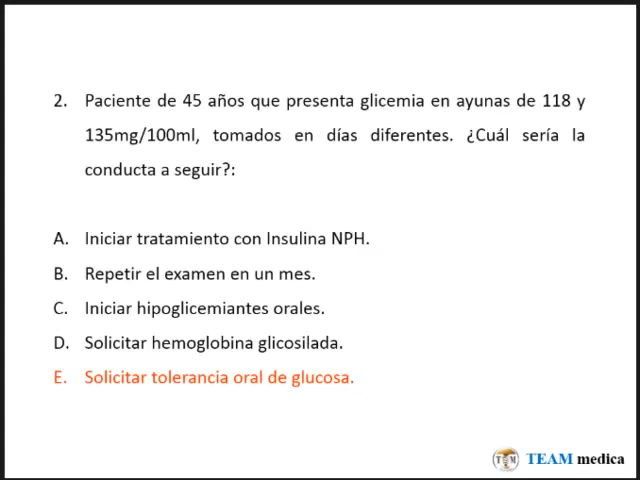 2. Paciente de 45 años que presenta glicemia en ayunas de 118 y
135mg/100ml, tomados en días diferentes. ¿Cuál sería la
conducta a seguir?:
A. Iniciar tratamiento con Insulina NPH.
B. Repetir el examen en un mes.
C. Iniciar hipoglicemiantes orales.
D. Solicitar hemoglobina glicosilada.
E. Solicitar tolerancia oral de glucosa.
TEAM medica